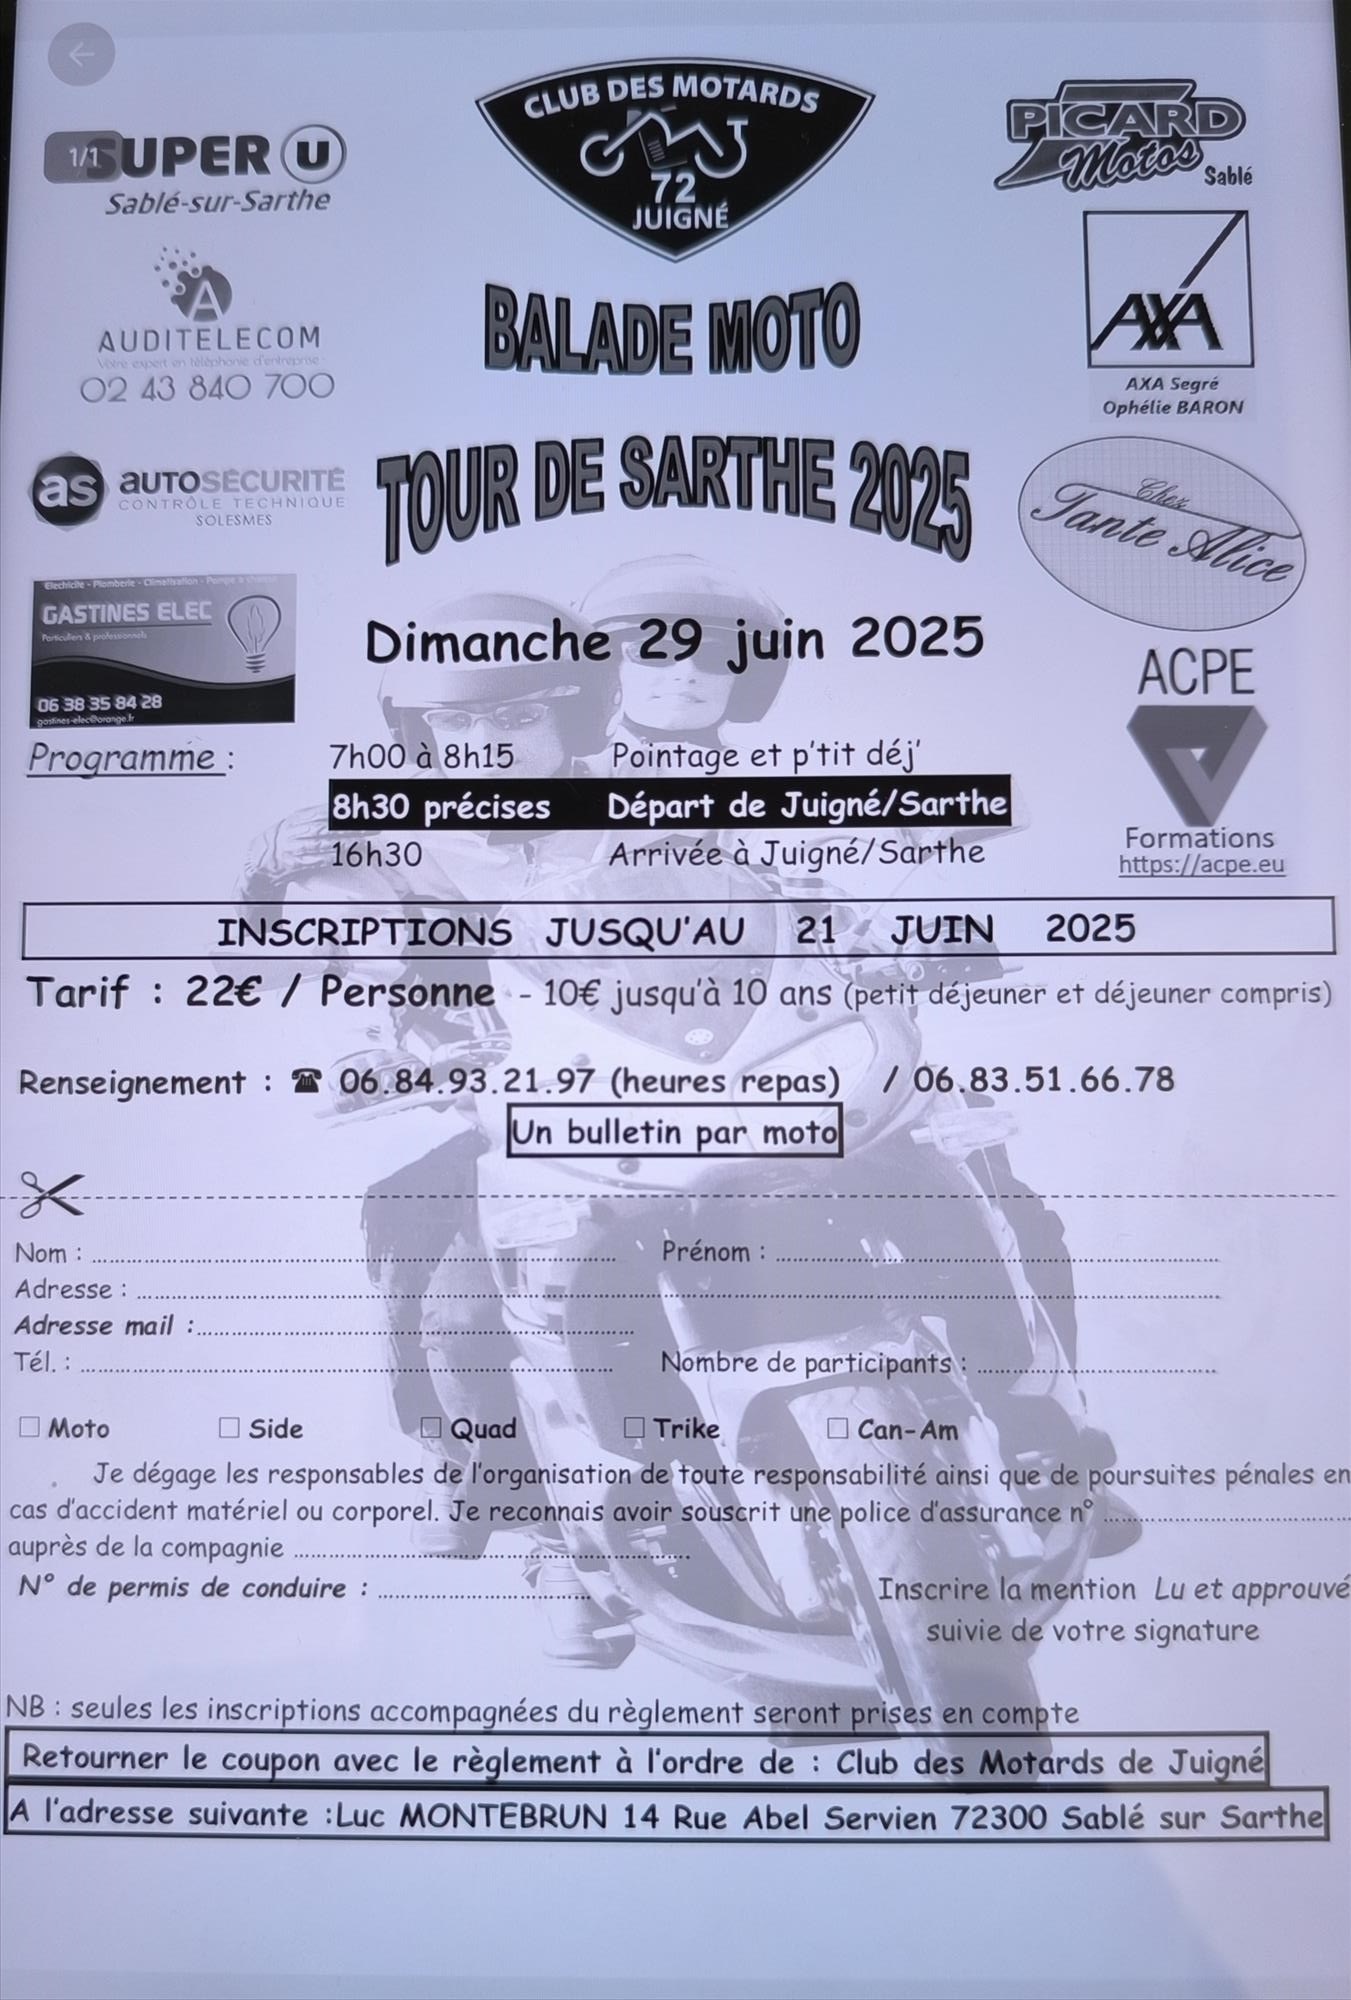 1/1
CLUB DES MOTARDS
72
JUIGNÉ
SUPER U
Sablé-sur-Sarthe
PICARD
Motos
Sablé
AUDITELECOM
Votre expert en téléphonie d'entreprise
02 43 840 700
AXA
AXA Segré
Ophélie BARON
BALADE MOTO
TOUR DE SARTHE 2025
as AUTOSÉCURITÉ
CONTRÔLE TECHNIQUE
SOLESMES
Chez
Tante Alice
Electricite - Plomberie - Climatisation - Pompe à chaleur
GASTINES ELEC
Particuliers & professionnels
06 38 35 84 28
gastines-elec@orange.fr
Dimanche 29 juin 2025
ACPE
Formations
https://acpe.eu
Programme :
7h00 à 8h15 Pointage et p'tit déj'
8h30 précises Départ de Juigné/Sarthe
16h30 Arrivée à Juigné/Sarthe
INSCRIPTIONS JUSQU'AU 21 JUIN 2025
Tarif : 22€ / Personne - 10€ jusqu'à 10 ans (petit déjeuner et déjeuner compris)
Renseignement : ☎ 06.84.93.21.97 (heures repas) / 06.83.51.66.78
Un bulletin par moto
Nom : Prénom :
Adresse :
Adresse mail :
Tél. : Nombre de participants :
☐ Moto ☐ Side ☐ Quad ☐ Trike ☐ Can-Am
Je dégage les responsables de l'organisation de toute responsabilité ainsi que de poursuites pénales en
cas d'accident matériel ou corporel. Je reconnais avoir souscrit une police d'assurance n°
auprès de la compagnie
N° de permis de conduire : Inscrire la mention Lu et approuvé
suivie de votre signature
NB : seules les inscriptions accompagnées du règlement seront prises en compte
Retourner le coupon avec le règlement à l'ordre de : Club des Motards de Juigné
A l'adresse suivante :Luc MONTEBRUN 14 Rue Abel Servien 72300 Sablé sur Sarthe